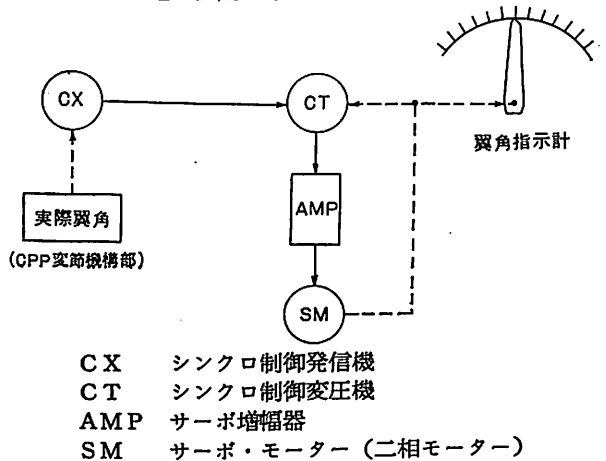 CX
CT
翼角指示計
実際翼角
(CPP変節機構部)
AMP
SM
CX シンクロ制御発信機
CT シンクロ制御変圧機
AMP サーボ増幅器
SM サーボ・モーター（二相モーター）